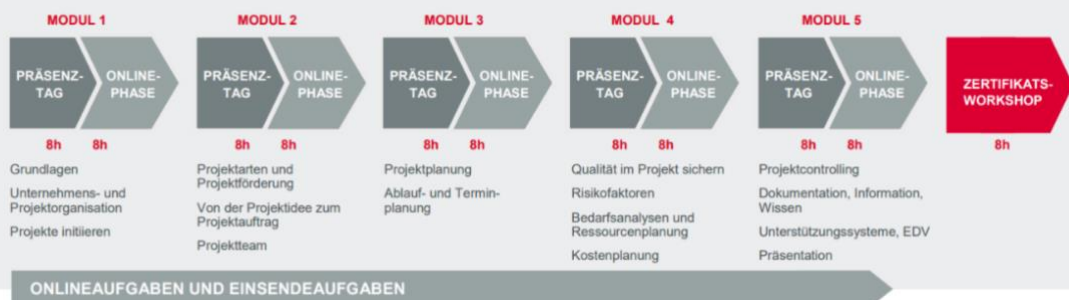 MODUL 1
PRÄSENZ-
TAG
ONLINE-
PHASE
8h 8h
Grundlagen
Unternehmens- und
Projektorganisation
Projekte initiieren
MODUL 2
PRÄSENZ-
TAG
ONLINE-
PHASE
8h 8h
Projektarten und
Projektförderung
Von der Projektidee zum
Projektauftrag
Projektteam
MODUL 3
PRÄSENZ-
TAG
ONLINE-
PHASE
8h 8h
Projektplanung
Ablauf- und Termin-
planung
MODUL 4
PRÄSENZ-
TAG
ONLINE-
PHASE
8h 8h
Qualität im Projekt sichern
Risikofaktoren
Bedarfsanalysen und
Ressourcenplanung
Kostenplanung
MODUL 5
PRÄSENZ-
TAG
ONLINE-
PHASE
8h 8h
Projektcontrolling
Dokumentation, Information,
Wissen
Unterstützungssysteme, EDV
Präsentation
ZERTIFIKATS-
WORKSHOP
8h
ONLINEAUFGABEN UND EINSENDEAUFGABEN